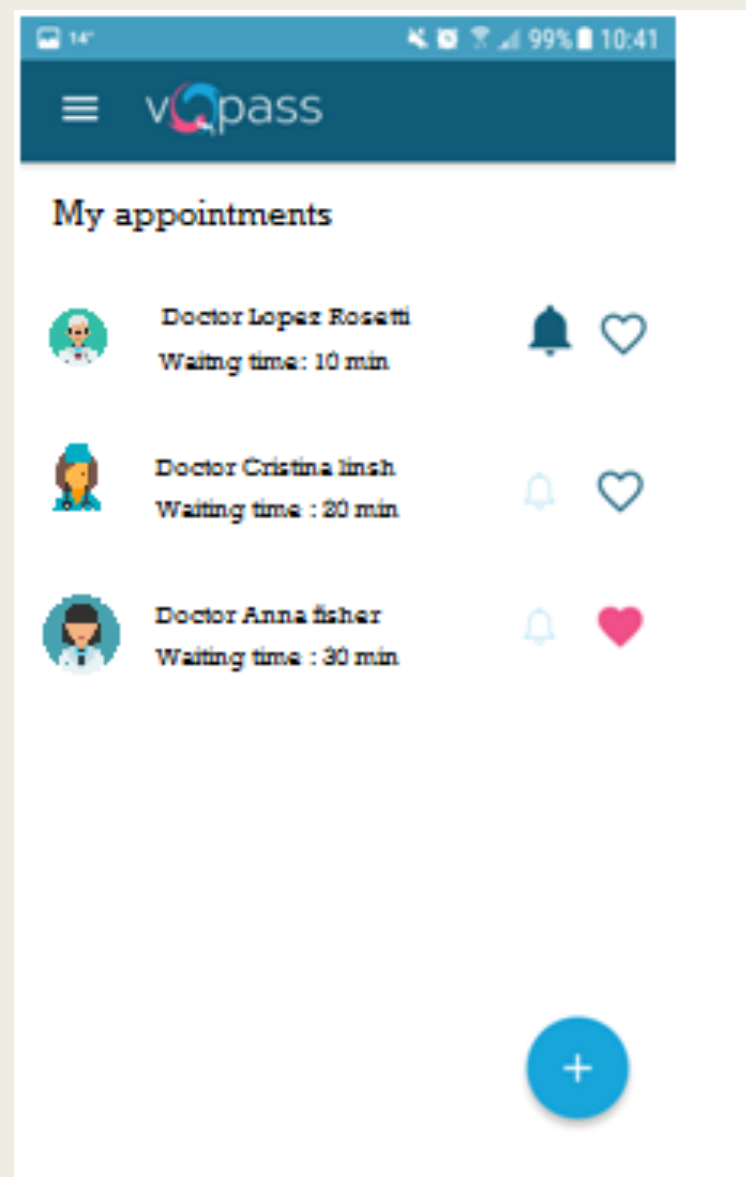 14°
99% 10:41
vQpass
My appointments
Doctor Lopez Rosetti
Waitng time: 10 min
Doctor Cristina linsh
Waiting time : 20 min
Doctor Anna fisher
Waiting time : 30 min
+